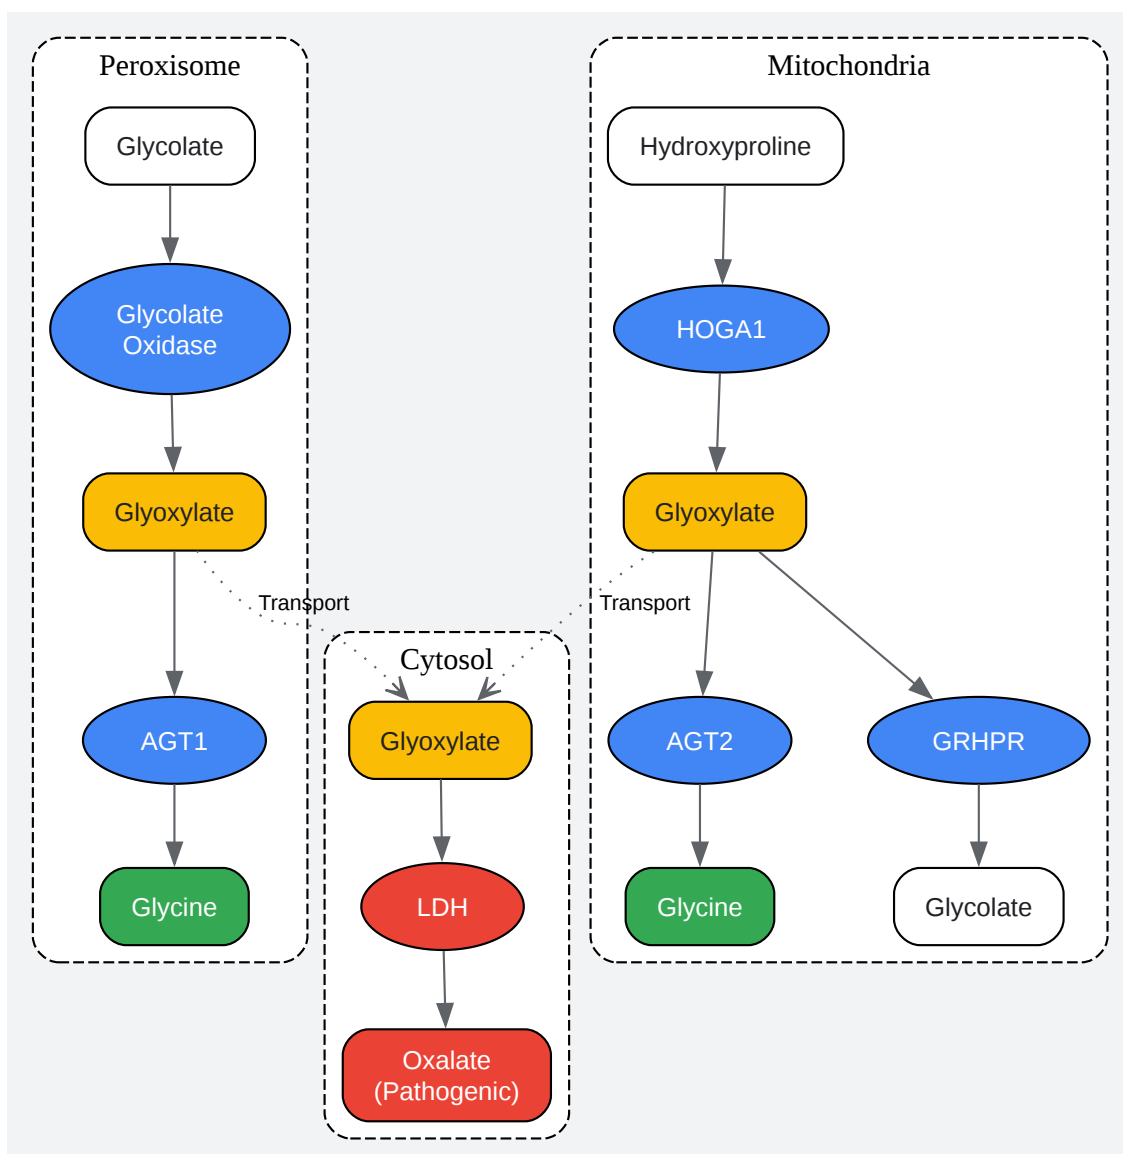 Peroxisome
Glycolate
Glycolate
Oxidase
Glyoxylate
Transport
AGT1
Glycine
Mitochondria
Hydroxyproline
HOGA1
Glyoxylate
Transport
AGT2
GRHPR
Glycine
Glycolate
Cytosol
Glyoxylate
LDH
Oxalate
(Pathogenic)